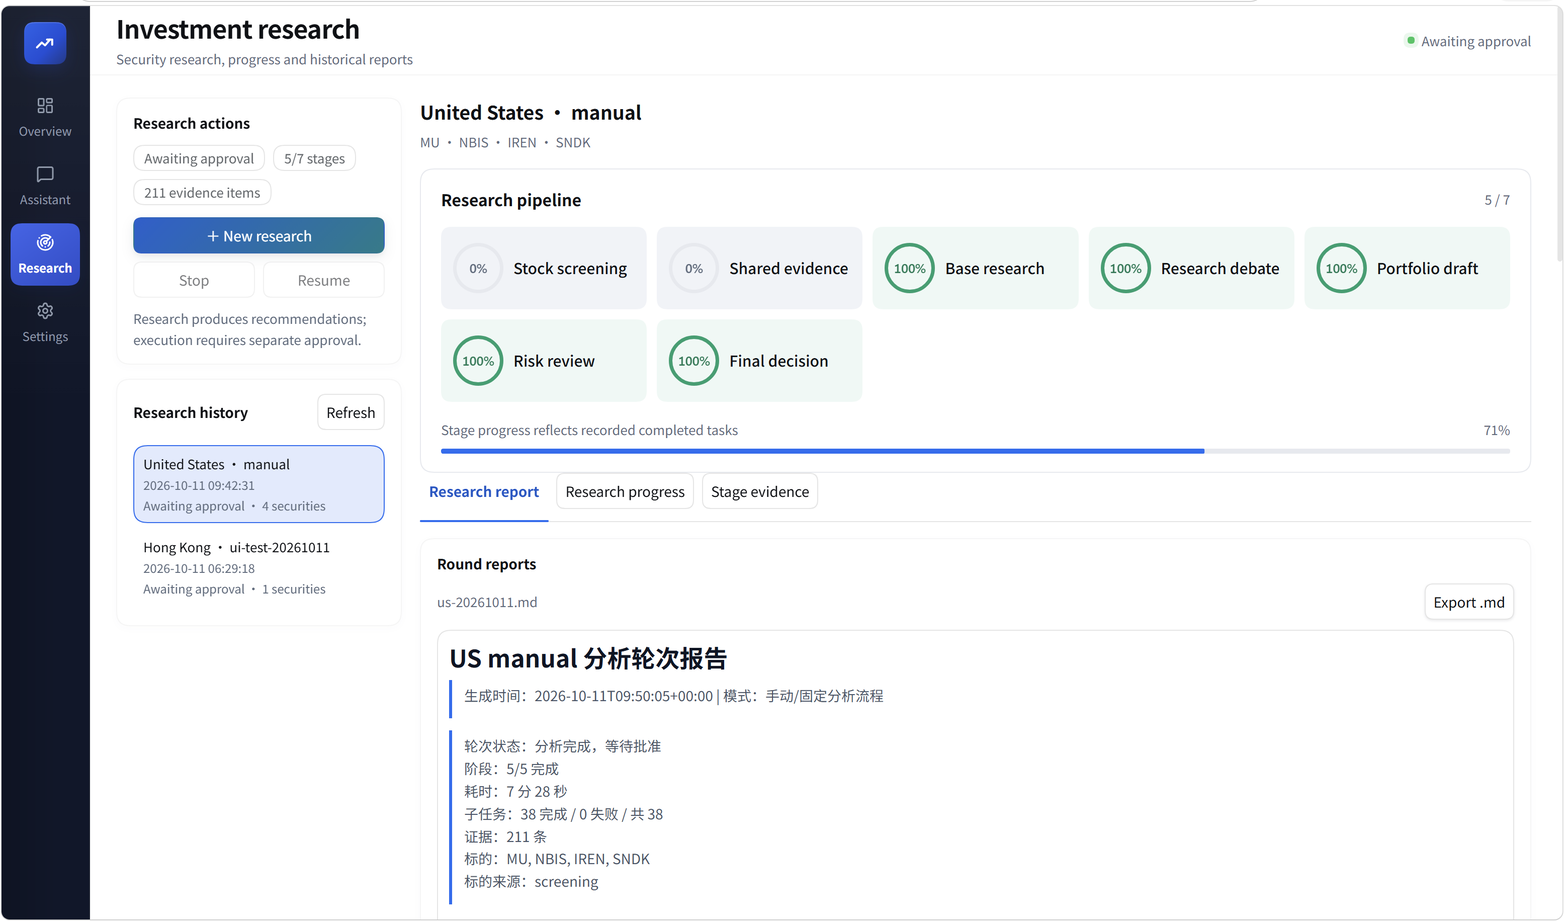 Investment research
Security research, progress and historical reports
Awaiting approval
Overview
Assistant
Research
Settings
Research actions
Awaiting approval
5/7 stages
211 evidence items
+ New research
Stop
Resume
Research produces recommendations;
execution requires separate approval.
Research history
Refresh
United States • manual
2026-10-11 09:42:31
Awaiting approval • 4 securities
Hong Kong • ui-test-20261011
2026-10-11 06:29:18
Awaiting approval • 1 securities
United States • manual
MU • NBIS • IREN • SNDK
Research pipeline
5 / 7
0% Stock screening
0% Shared evidence
100% Base research
100% Research debate
100% Portfolio draft
100% Risk review
100% Final decision
Stage progress reflects recorded completed tasks
71%
Research report
Research progress
Stage evidence
Round reports
us-20261011.md
Export .md
US manual 分析轮次报告
生成时间：2026-10-11T09:50:05+00:00 | 模式：手动/固定分析流程
轮次状态：分析完成，等待批准
阶段：5/5 完成
耗时：7 分 28 秒
子任务：38 完成 / 0 失败 / 共 38
证据：211 条
标的：MU, NBIS, IREN, SNDK
标的来源：screening